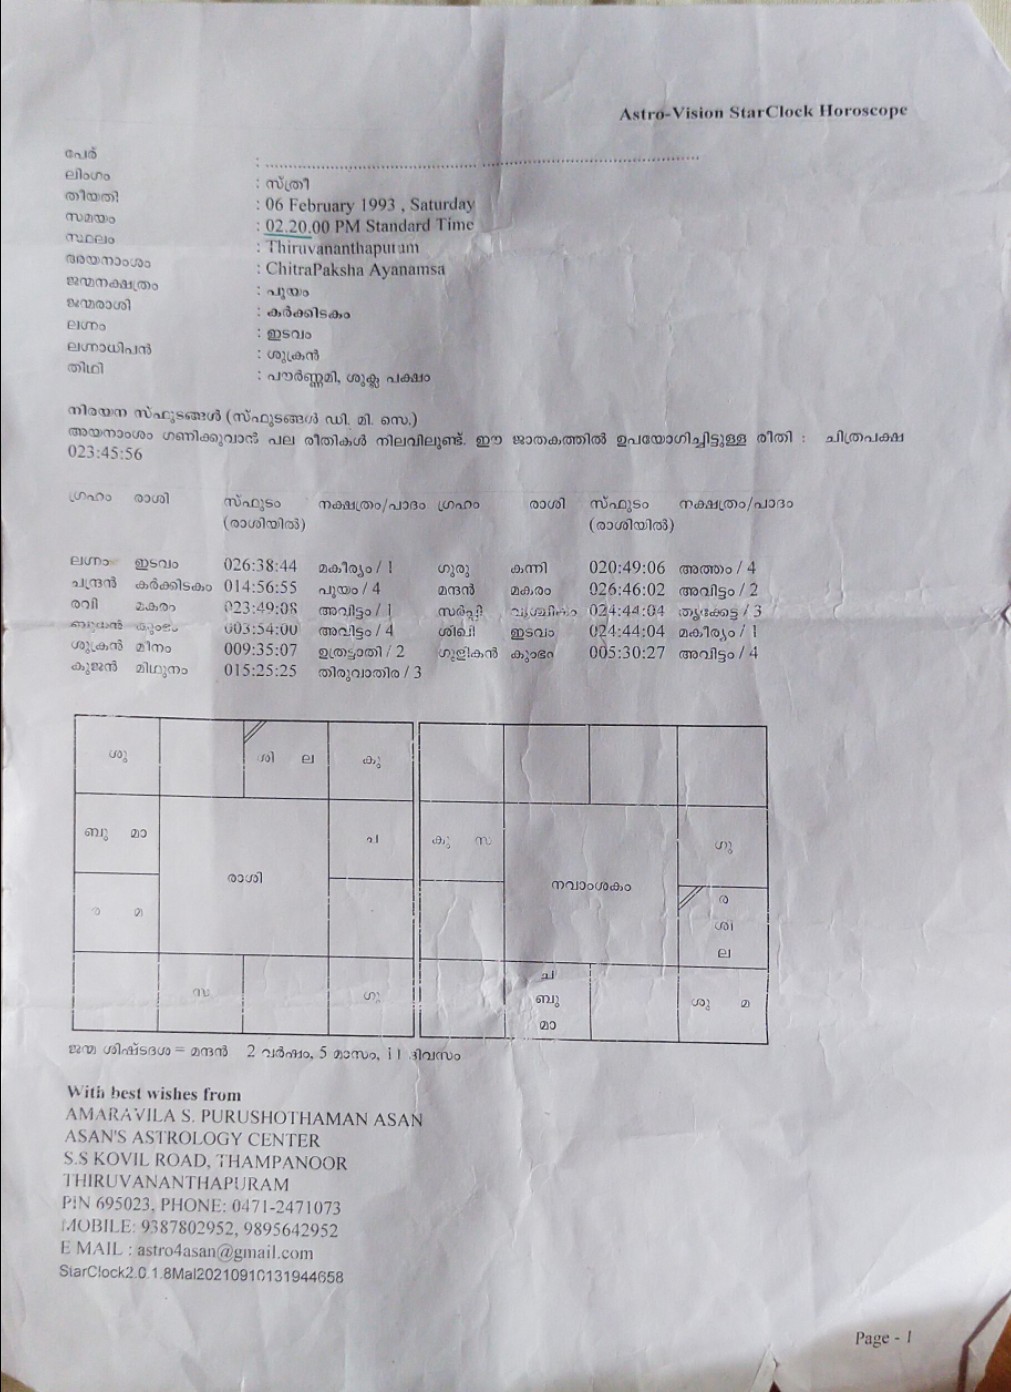 Astro-Vision StarClock Horoscope
പേര് : ................................................................
ലിംഗം : സ്ത്രീ
തീയതി : 06 February 1993 , Saturday
സമയം : 02.20.00 PM Standard Time
സ്ഥലം : Thiruvananthapuram
അയനാംശം : ChitraPaksha Ayanamsa
ജന്മനക്ഷത്രം : പൂയം
ജന്മരാശി : കർക്കിടകം
ലഗ്നം : ഇടവം
ലഗ്നാധിപൻ : ശുക്രൻ
തിഥി : പൗർണ്ണമി, ശുക്ല പക്ഷം
നിരയന സ്ഫുടങ്ങൾ (സ്ഫുടങ്ങൾ ഡി. മി. സെ.)
അയനാംശം ഗണിക്കുവാൻ പല രീതികൾ നിലവിലുണ്ട്. ഈ ജാതകത്തിൽ ഉപയോഗിച്ചിട്ടുള്ള രീതി : ചിത്രപക്ഷ
023:45:56
ഗ്രഹം രാശി സ്ഫുടം നക്ഷത്രം/പാദം ഗ്രഹം രാശി സ്ഫുടം നക്ഷത്രം/പാദം
(രാശിയിൽ) (രാശിയിൽ)
ലഗ്നം ഇടവം 026:38:44 മകീര്യം / 1 ഗുരു കന്നി 020:49:06 അത്തം / 4
ചന്ദ്രൻ കർക്കിടകം 014:56:55 പൂയം / 4 മന്ദൻ മകരം 026:46:02 അവിട്ടം / 2
രവി മകരം 023:49:08 അവിട്ടം / 1 സർപ്പി വൃശ്ചികം 024:44:04 തൃക്കേട്ട / 3
ബുധൻ കുംഭം 003:54:00 അവിട്ടം / 4 ശിഖി ഇടവം 024:44:04 മകീര്യം / 1
ശുക്രൻ മീനം 009:35:07 ഉത്രട്ടാതി / 2 ഗുളികൻ കുംഭം 005:30:27 അവിട്ടം / 4
കുജൻ മിഥുനം 015:25:25 തിരുവാതിര / 3
ശു ശി ല കു
ബു മാ ച കു സ ഗു
രാശി നവാംശകം
ര മ ര
ശി
ല
സ ഗു ച ശു മ
ബു
മാ
ജന്മ ശിഷ്ടദശ = മന്ദൻ 2 വർഷം, 5 മാസം, 11 ദിവസം
With best wishes from
AMARAVILA S. PURUSHOTHAMAN ASAN
ASAN'S ASTROLOGY CENTER
S.S KOVIL ROAD, THAMPANOOR
THIRUVANANTHAPURAM
PIN 695023, PHONE: 0471-2471073
MOBILE: 9387802952, 9895642952
E MAIL : astro4asan@gmail.com
StarClock2.0.1.8Mal20210910131944658
Page - 1